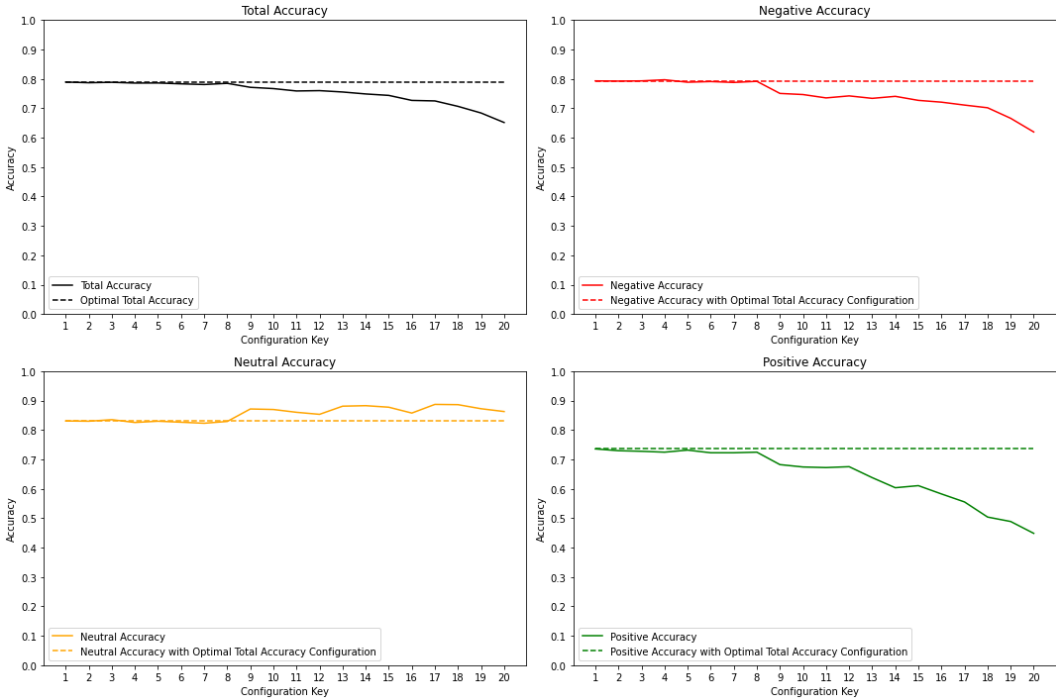 Total Accuracy
1.0
0.9
0.8
0.7
0.6
0.5
0.4
0.3
0.2
0.1
0.0
Accuracy
Total Accuracy
Optimal Total Accuracy
1 2 3 4 5 6 7 8 9 10 11 12 13 14 15 16 17 18 19 20
Configuration Key
Negative Accuracy
1.0
0.9
0.8
0.7
0.6
0.5
0.4
0.3
0.2
0.1
0.0
Accuracy
Negative Accuracy
Negative Accuracy with Optimal Total Accuracy Configuration
1 2 3 4 5 6 7 8 9 10 11 12 13 14 15 16 17 18 19 20
Configuration Key
Neutral Accuracy
1.0
0.9
0.8
0.7
0.6
0.5
0.4
0.3
0.2
0.1
0.0
Accuracy
Neutral Accuracy
Neutral Accuracy with Optimal Total Accuracy Configuration
1 2 3 4 5 6 7 8 9 10 11 12 13 14 15 16 17 18 19 20
Configuration Key
Positive Accuracy
1.0
0.9
0.8
0.7
0.6
0.5
0.4
0.3
0.2
0.1
0.0
Accuracy
Positive Accuracy
Positive Accuracy with Optimal Total Accuracy Configuration
1 2 3 4 5 6 7 8 9 10 11 12 13 14 15 16 17 18 19 20
Configuration Key